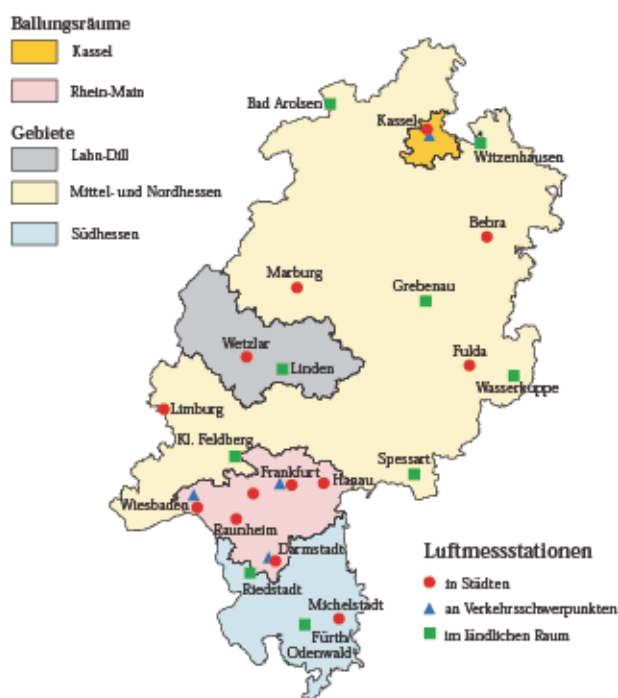 Ballungsräume
Kassel
Rhein-Main
Gebiete
Lahn-Dill
Mittel- und Nordhessen
Südhessen
Bad Arolsen
Kassel
Witzenhausen
Bebra
Marburg
Grebenau
Wetzlar
Linden
Fulda
Wasserkuppe
Limburg
Kl. Feldberg
Spessart
Frankfurt
Hanau
Wiesbaden
Raunheim
Darmstadt
Riedstadt
Michelstadt
Fürth/
Odenwald
Luftmessstationen
in Städten
an Verkehrsschwerpunkten
im ländlichen Raum